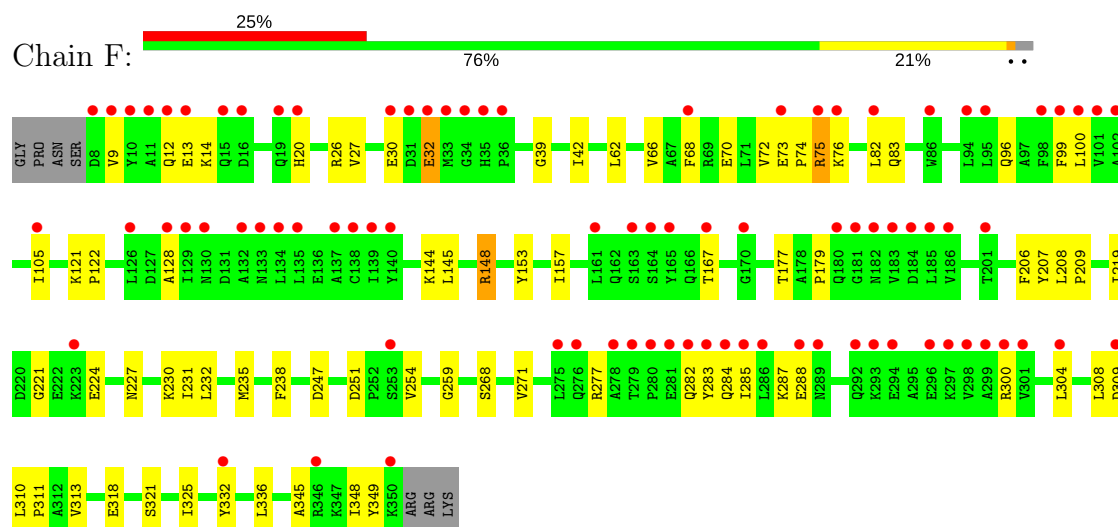 25%
Chain F:
76% 21% • •
GLY PRO ASN SER D8 V9 Y10 A11 Q12 E13 K14 Q15 D16 Q19 H20 R26 V27 E30 D31 E32 M33 G34 H35 P36 G39 I42 L62 V66 A67 F68 R69 E70 L71 V72 E73 P74 R75 K76 L82 Q83 W86 L94 L95 Q96 A97 F98 F99 L100 V101 A102
I105 K121 P122 L126 D127 A128 I129 N130 D131 A132 N133 L134 L135 E136 A137 C138 I139 Y140 K144 L145 R148 Y153 I157 L161 Q162 S163 S164 Y165 Q166 T167 G170 T177 A178 P179 Q180 G181 N182 V183 D184 L185 V186 T201 F206 Y207 L208 P209 I219
D220 G221 E222 K223 E224 N227 K230 I231 L232 M235 F238 D247 D251 P252 S253 V254 G259 S268 V271 L275 Q276 R277 A278 T279 P280 E281 Q282 Y283 Q284 I285 L286 K287 E288 N289 Q292 K293 E294 A295 E296 K297 V298 A299 R300 V301 L304 L308 D309
L310 P311 A312 V313 E318 S321 I325 Y332 L336 A345 R346 K347 I348 Y349 K350 ARG ARG LYS